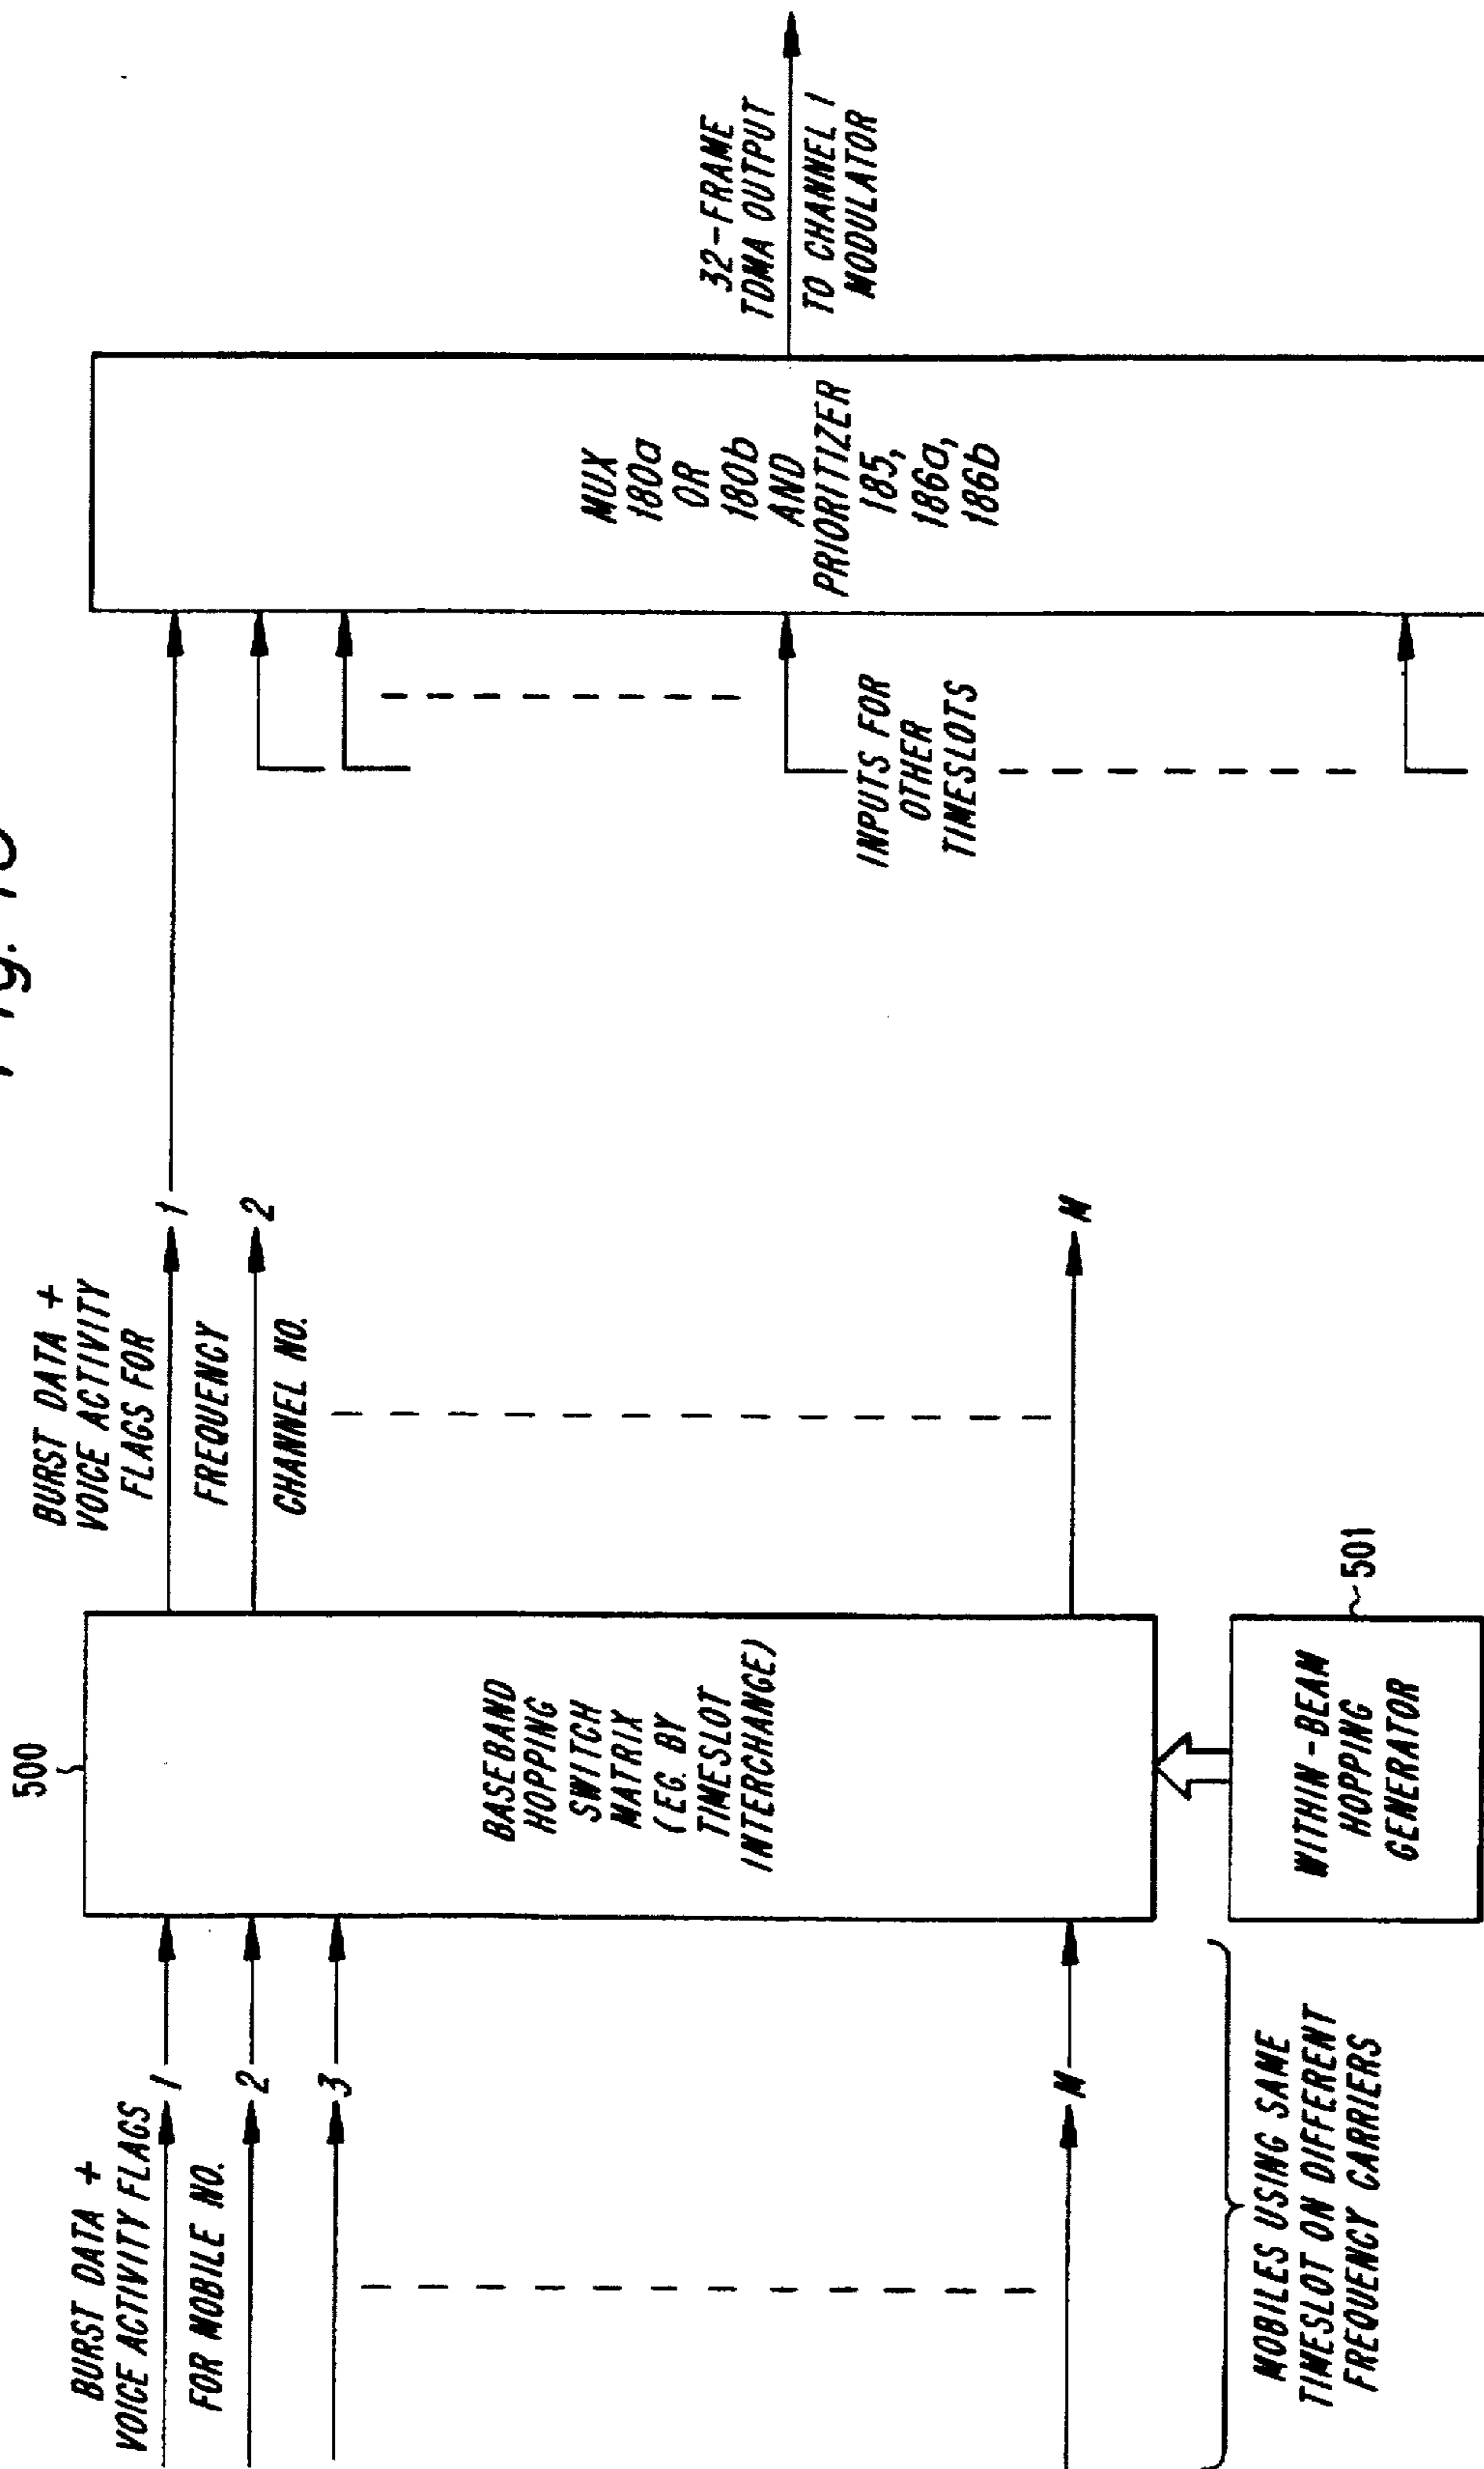 Fig.
500
BURST DATA +
VOICE ACTIVITY FLAGS
FOR MOBILE NO.
1
2
3
M
MOBILES USING SAME
TIMESLOT ON DIFFERENT
FREQUENCY CARRIERS
BASEBAND
HOPPING
SWITCH
MATRIX
(EG. BY
TIMESLOT
INTERCHANGE)
WITHIN-BEAM
HOPPING
GENERATOR
501
BURST DATA +
VOICE ACTIVITY
FLAGS FOR
FREQUENCY
CHANNEL NO.
1
2
M
INPUTS FOR
OTHER
TIMESLOTS
MUX
180a
OR
180b
AND
PRIORITIZER
185,
186a,
186b
32-FRAME
TDMA OUTPUT
TO CHANNEL 1
MODULATOR